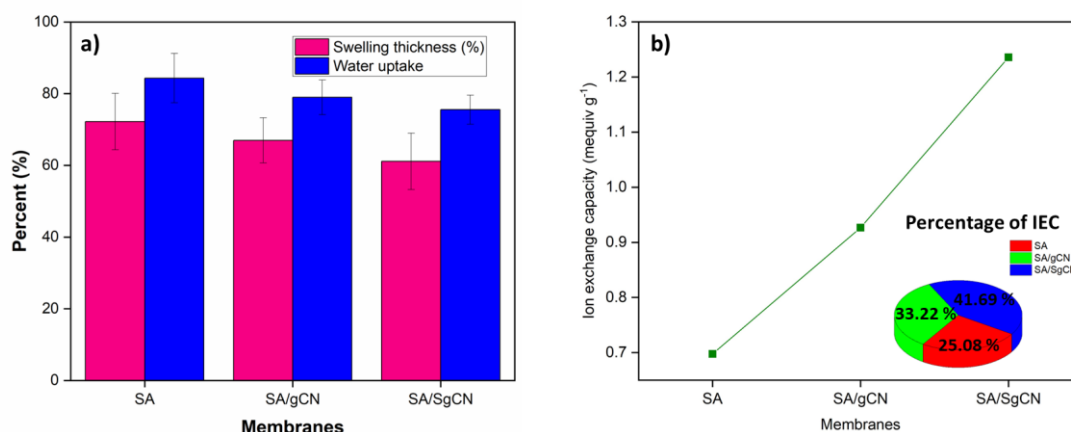 a)
Swelling thickness (%)
Water uptake
Percent (%)
100
80
60
40
20
0
SA
SA/gCN
SA/SgCN
Membranes
b)
Ion exchange capacity (mequiv g-1)
1.3
1.2
1.1
1.0
0.9
0.8
0.7
Percentage of IEC
SA
SA/gCN
SA/SgCN
41.69 %
33.22 %
25.08 %
SA
SA/gCN
SA/SgCN
Membranes